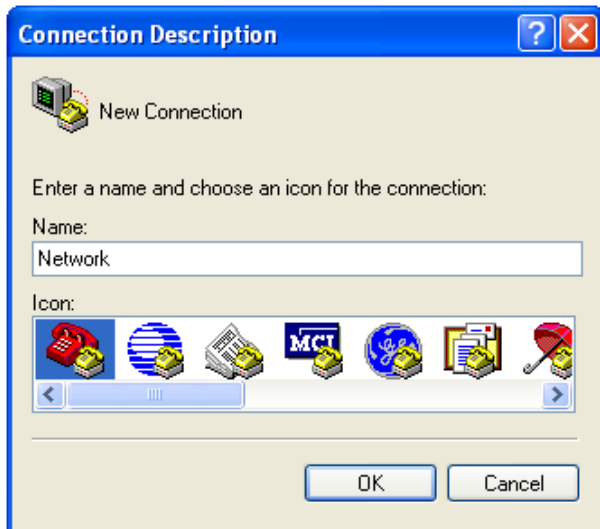 Connection Description
New Connection
Enter a name and choose an icon for the connection:
Name:
Network
Icon:
MCI
OK
Cancel